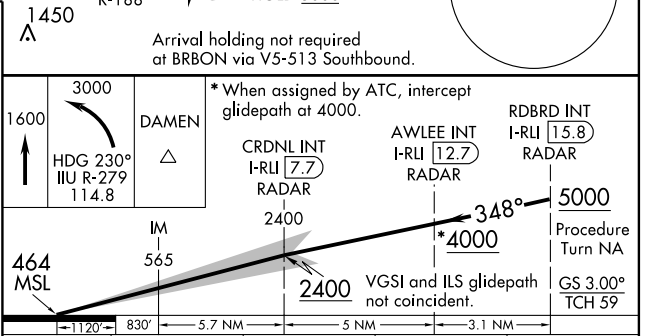 1450
Arrival holding not required
at BRBON via V5-513 Southbound.
1600
3000
HDG 230°
IIU R-279
114.8
DAMEN
* When assigned by ATC, intercept
glidepath at 4000.
CRDNL INT
I-RLI 7.7
RADAR
AWLEE INT
I-RLI 12.7
RADAR
RDBRD INT
I-RLI 15.8
RADAR
2400
348°
5000
*4000
Procedure
Turn NA
IM
565
464
MSL
2400
VGSI and ILS glidepath
not coincident.
GS 3.00°
TCH 59
1120'
830'
5.7 NM
5 NM
3.1 NM